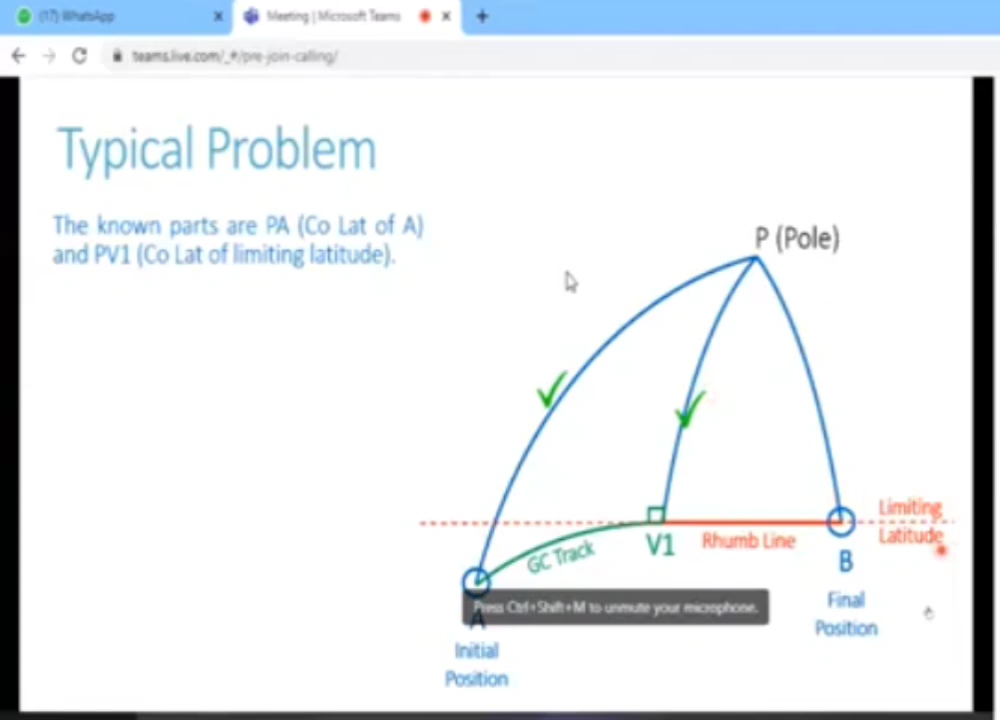 (17) WhatsApp
Meeting | Microsoft Teams
teams.live.com/_#/pre-join-calling/
Typical Problem
The known parts are PA (Co Lat of A)
and PV1 (Co Lat of limiting latitude).
P (Pole)
Limiting
Latitude
V1
Rhumb Line
GC Track
B
Press Ctrl+Shift+M to unmute your microphone.
A
Final
Position
Initial
Position